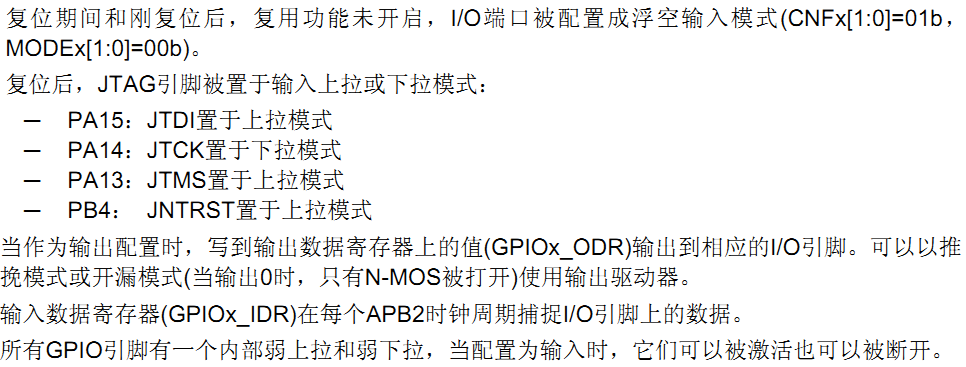 复位期间和刚复位后，复用功能未开启，I/O端口被配置成浮空输入模式(CNFx[1:0]=01b，
MODEx[1:0]=00b)。
复位后，JTAG引脚被置于输入上拉或下拉模式：
─ PA15：JTDI置于上拉模式
─ PA14：JTCK置于下拉模式
─ PA13：JTMS置于上拉模式
─ PB4： JNTRST置于上拉模式
当作为输出配置时，写到输出数据寄存器上的值(GPIOx_ODR)输出到相应的I/O引脚。可以以推
挽模式或开漏模式(当输出0时，只有N-MOS被打开)使用输出驱动器。
输入数据寄存器(GPIOx_IDR)在每个APB2时钟周期捕捉I/O引脚上的数据。
所有GPIO引脚有一个内部弱上拉和弱下拉，当配置为输入时，它们可以被激活也可以被断开。